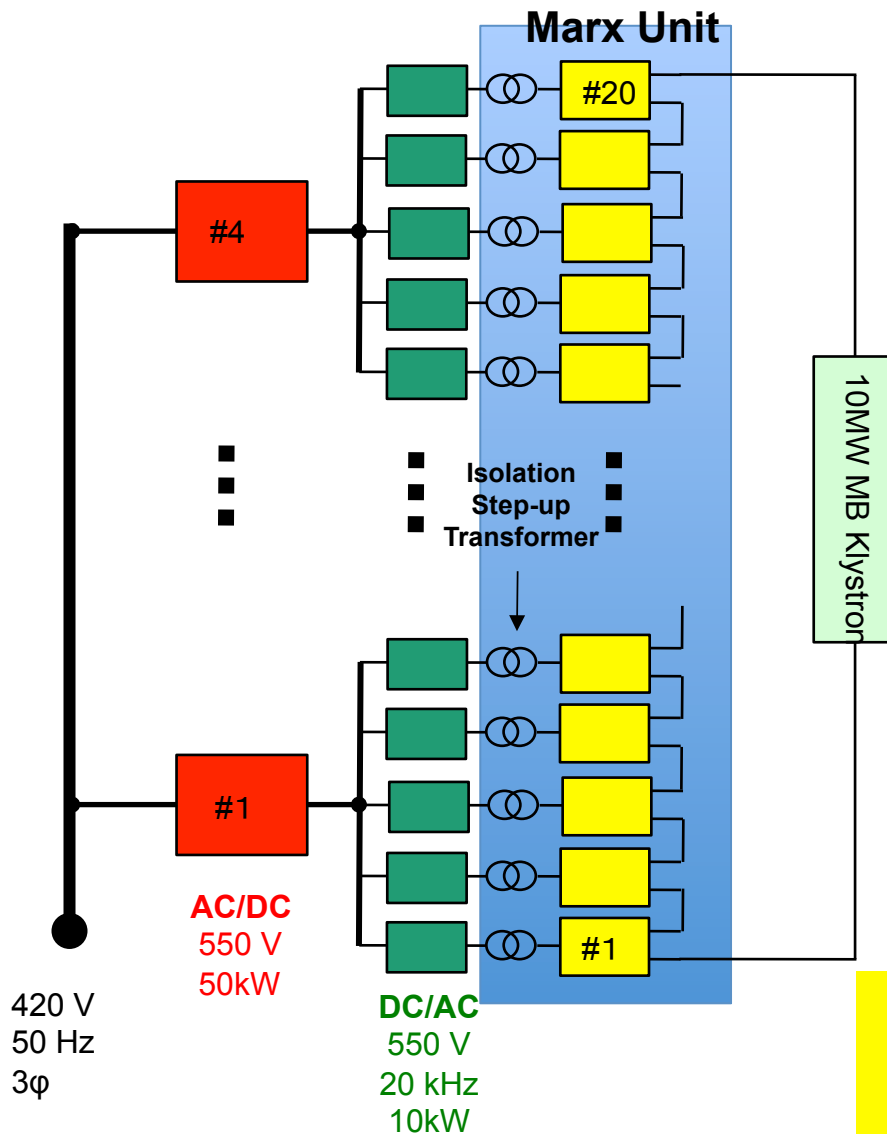 Marx Unit
#20
#4
10MW MB Klystron
Isolation
Step-up
Transformer
#1
#1
AC/DC
550 V
50kW
420 V
50 Hz
3φ
DC/AC
550 V
20 kHz
10kW